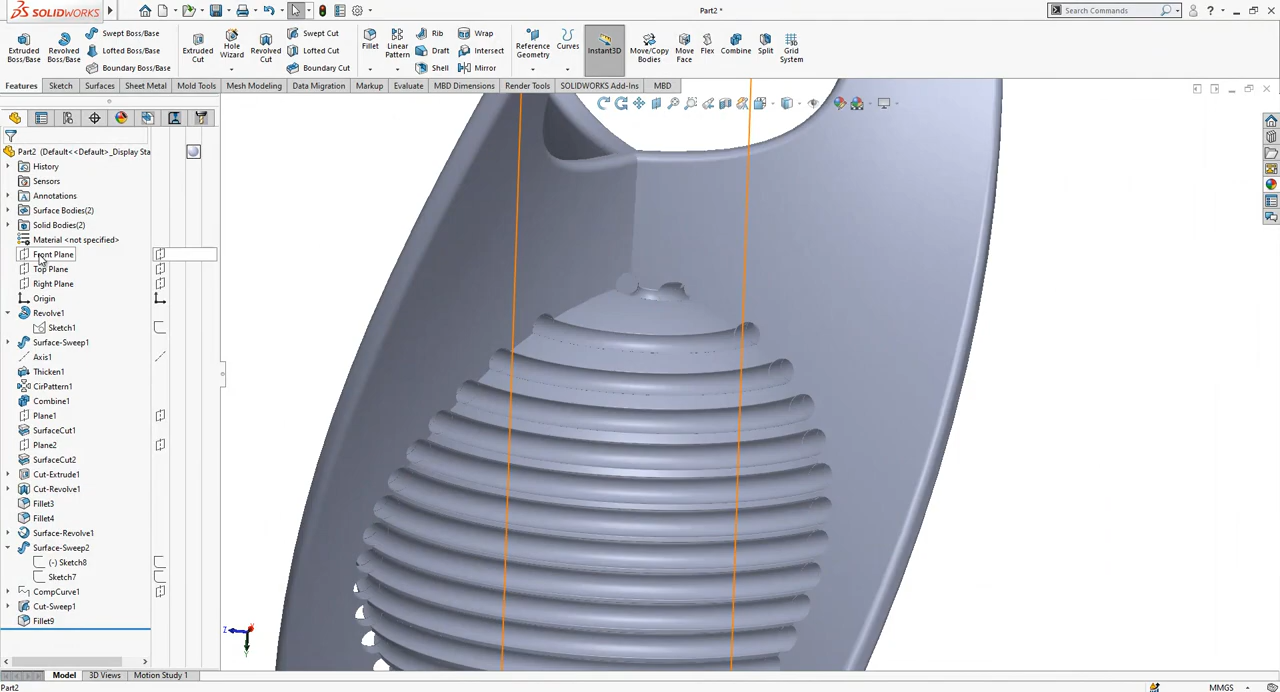 SOLIDWORKS
Part2 *
Search Commands
Extruded Boss/Base
Revolved Boss/Base
Swept Boss/Base
Lofted Boss/Base
Boundary Boss/Base
Extruded Cut
Hole Wizard
Revolved Cut
Swept Cut
Lofted Cut
Boundary Cut
Fillet
Linear Pattern
Rib
Draft
Shell
Wrap
Intersect
Mirror
Reference Geometry
Curves
Instant3D
Move/Copy Bodies
Move Face
Flex
Combine
Split
Grid System
Features
Sketch
Surfaces
Sheet Metal
Mold Tools
Mesh Modeling
Data Migration
Markup
Evaluate
MBD Dimensions
Render Tools
SOLIDWORKS Add-Ins
MBD
Part2 (Default<<Default>_Display Sta
History
Sensors
Annotations
Surface Bodies(2)
Solid Bodies(2)
Material <not specified>
Front Plane
Top Plane
Right Plane
Origin
Revolve1
Sketch1
Surface-Sweep1
Axis1
Thicken1
CirPattern1
Combine1
Plane1
SurfaceCut1
Plane2
SurfaceCut2
Cut-Extrude1
Cut-Revolve1
Fillet3
Fillet4
Surface-Revolve1
Surface-Sweep2
(-) Sketch8
Sketch7
CompCurve1
Cut-Sweep1
Fillet9
Z
Model
3D Views
Motion Study 1
Part2
MMGS